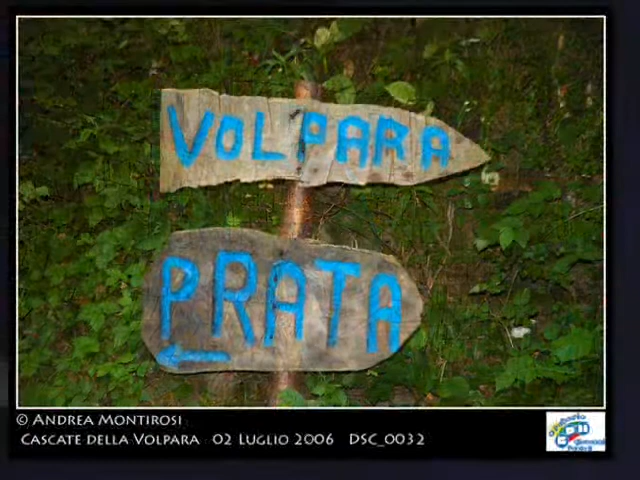 VOLPARA
PRATA
© ANDREA MONTIROSI
CASCATE DELLA VOLPARA 02 LUGLIO 2006 DSC_0032